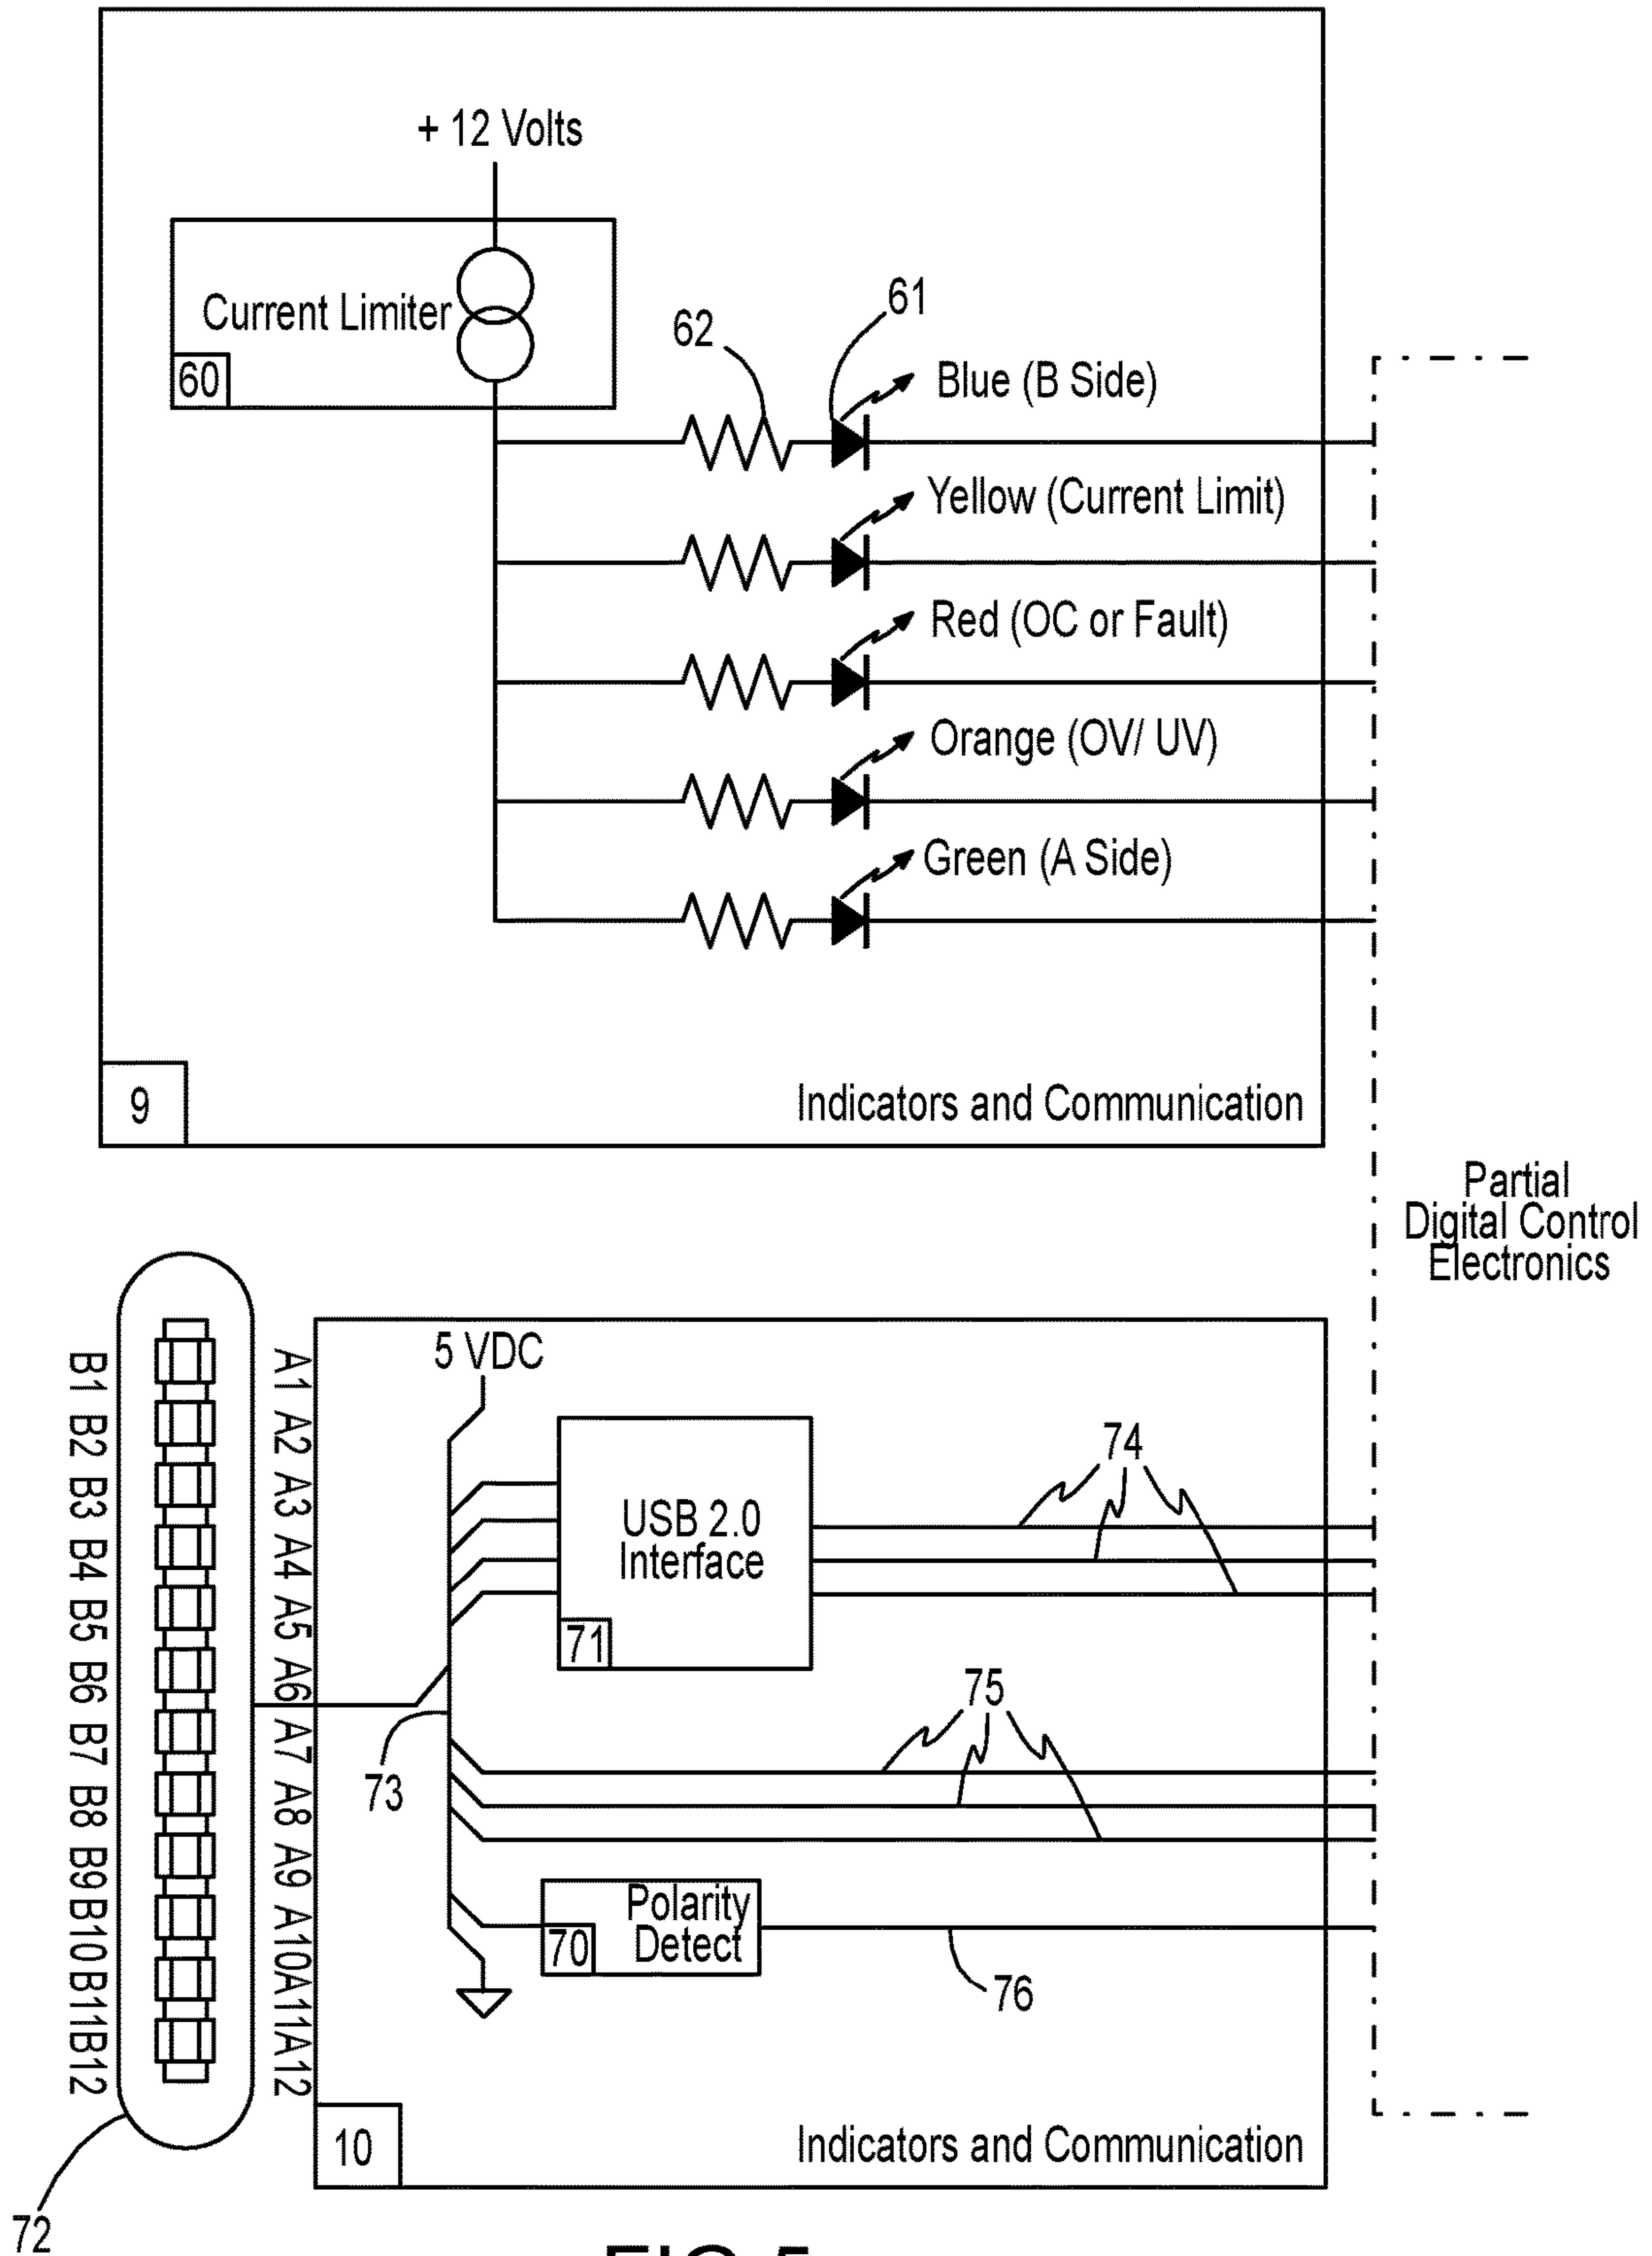 + 12 Volts
Current Limiter
60
62
61
Blue (B Side)
Yellow (Current Limit)
Red (OC or Fault)
Orange (OV/ UV)
Green (A Side)
9
Indicators and Communication
Partial
Digital Control
Electronics
B1 B2 B3 B4 B5 B6 B7 B8 B9 B10 B11 B12
A1 A2 A3 A4 A5 A6 A7 A8 A9 A10 A11 A12
5 VDC
USB 2.0
Interface
71
74
75
73
Polarity
Detect
70
76
10
Indicators and Communication
72
FIG 5